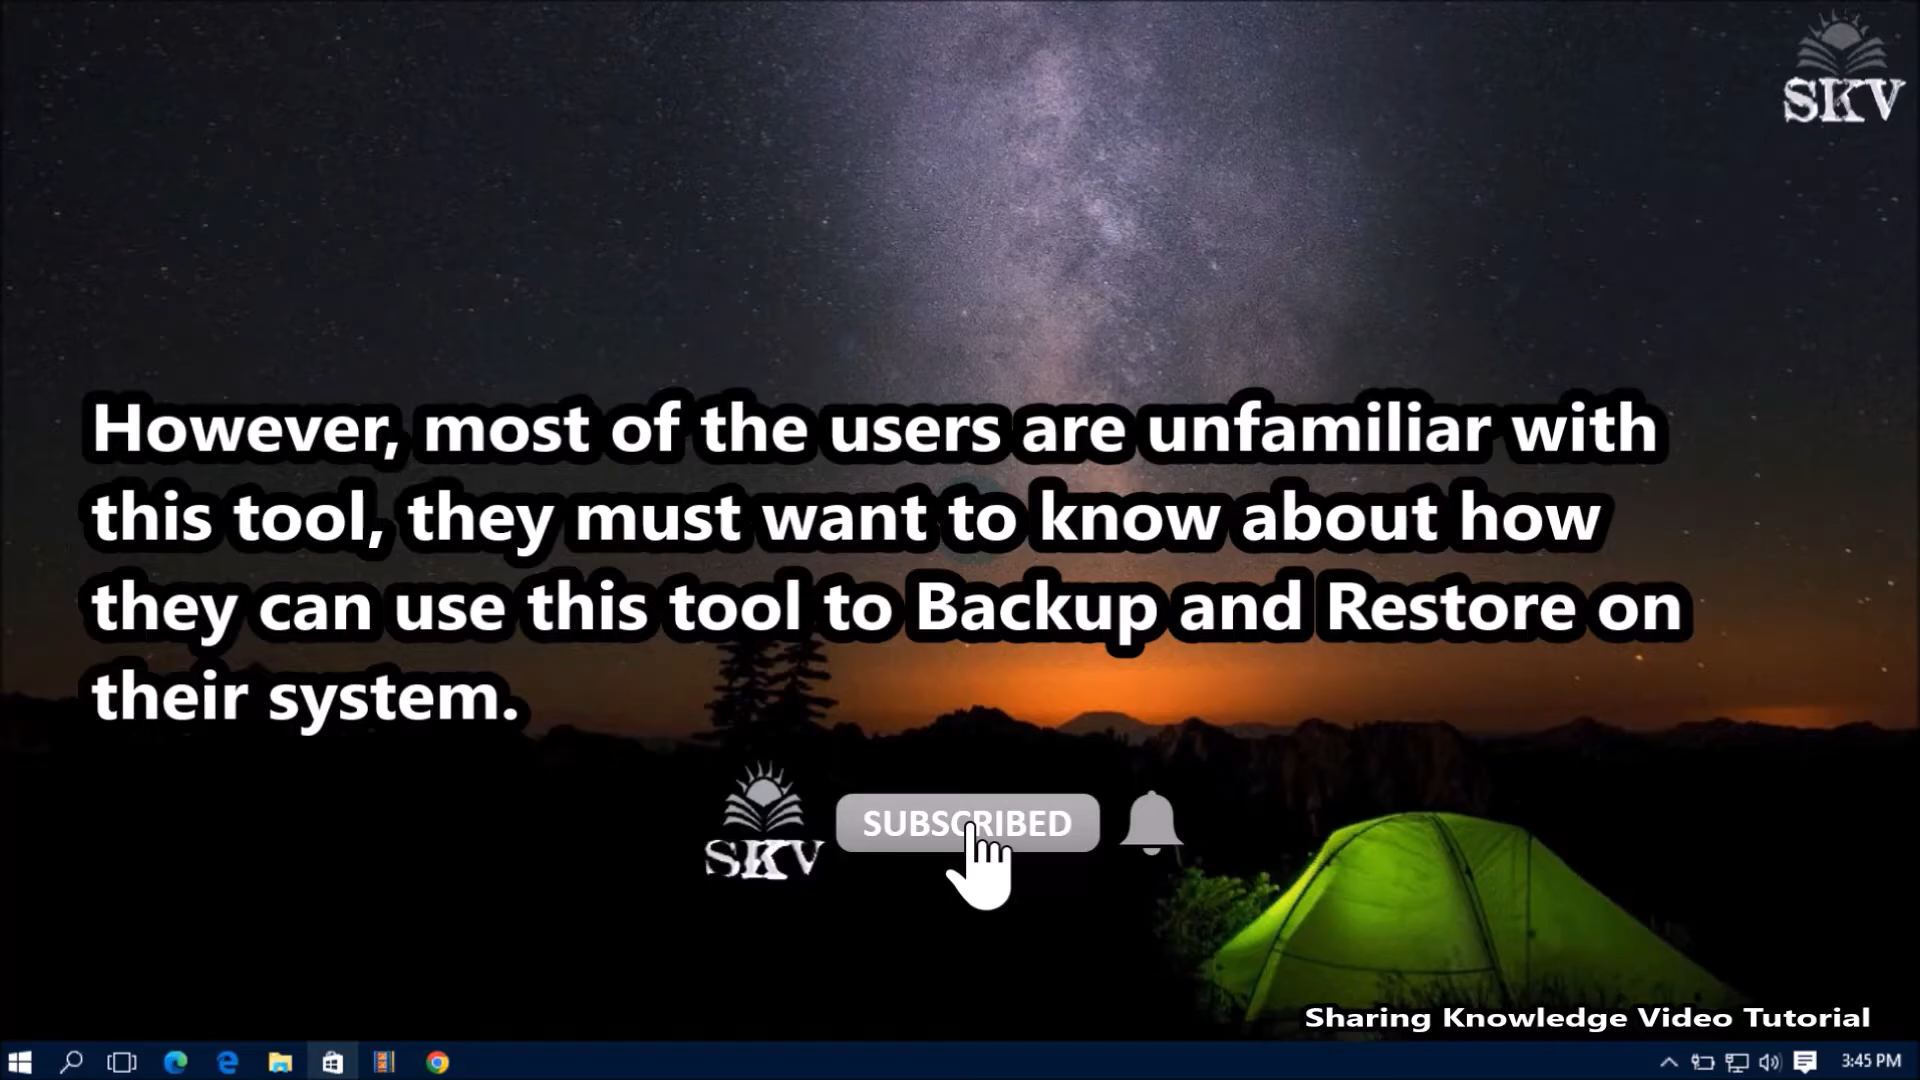 SKV
However, most of the users are unfamiliar with
this tool, they must want to know about how
they can use this tool to Backup and Restore on
their system.
SKV
SUBSCRIBED
Sharing Knowledge Video Tutorial
3:45 PM